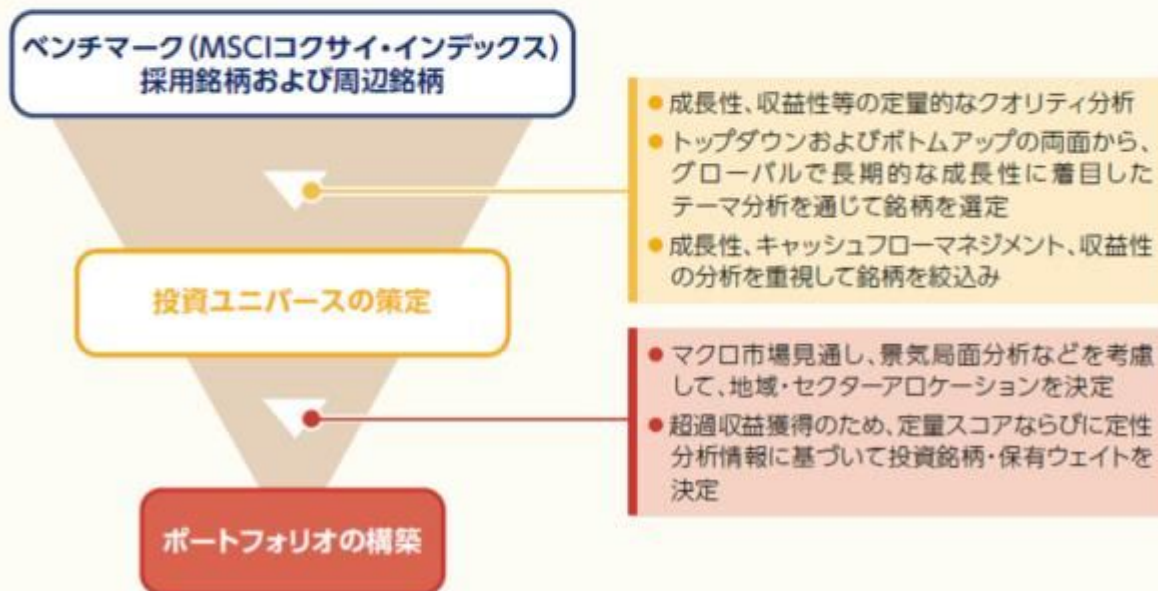 ベンチマーク(MSCIコクサイ・インデックス)
採用銘柄および周辺銘柄
● 成長性、収益性等の定量的なクオリティ分析
● トップダウンおよびボトムアップの両面から、
グローバルで長期的な成長性に着目した
テーマ分析を通じて銘柄を選定
● 成長性、キャッシュフローマネジメント、収益性
の分析を重視して銘柄を絞込み
投資ユニバースの策定
● マクロ市場見通し、景気局面分析などを考慮
して、地域・セクターアロケーションを決定
● 超過収益獲得のため、定量スコアならびに定性
分析情報に基づいて投資銘柄・保有ウェイトを
決定
ポートフォリオの構築